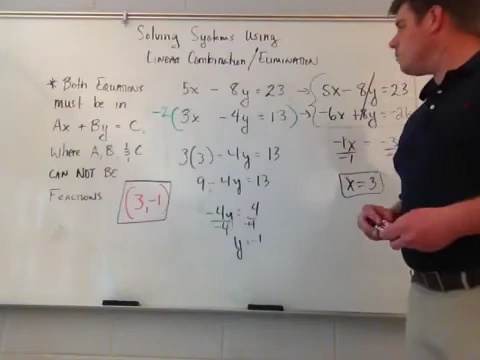 Solving Systems Using
Linear Combination/Elimination
* Both Equations
must be in
Ax + By = C,
where A, B & C
CAN NOT BE
Fractions
(3, -1)
5x - 8y = 23
-2(3x - 4y = 13)
3(3) - 4y = 13
9 - 4y = 13
-4y = 4
-4 -4
y = -1
5x - 8y = 23
-6x + 8y = -26
-1x = -3
-1
x = 3